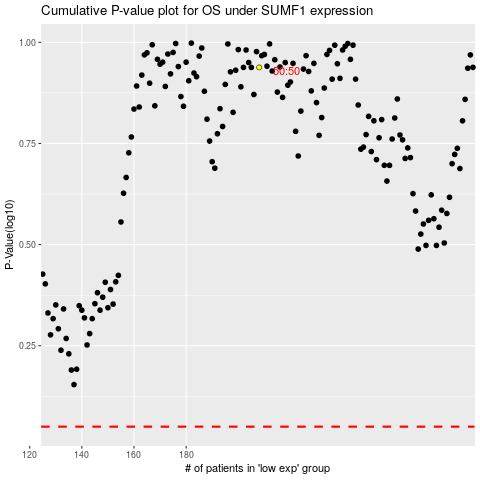 Cumulative P-value plot for OS under SUMF1 expression
1.00
50:50
0.75
0.50
0.25
P-Value(log10)
120 140 160 180
# of patients in 'low exp' group